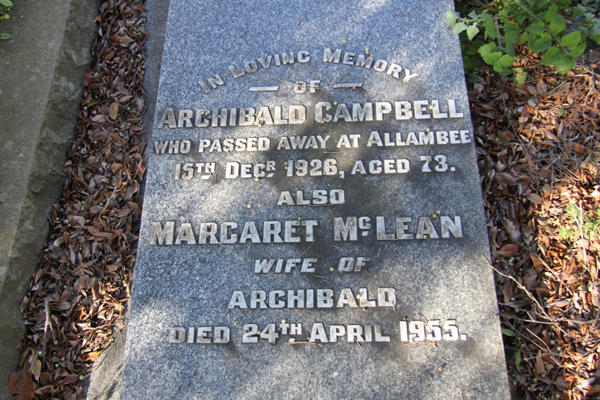 IN LOVING MEMORY
— OF —
ARCHIBALD CAMPBELL
WHO PASSED AWAY AT ALLAMBEE
15TH DECR 1926, AGED 73.
ALSO
MARGARET MCLEAN
WIFE OF
ARCHIBALD
DIED 24TH APRIL 1955.